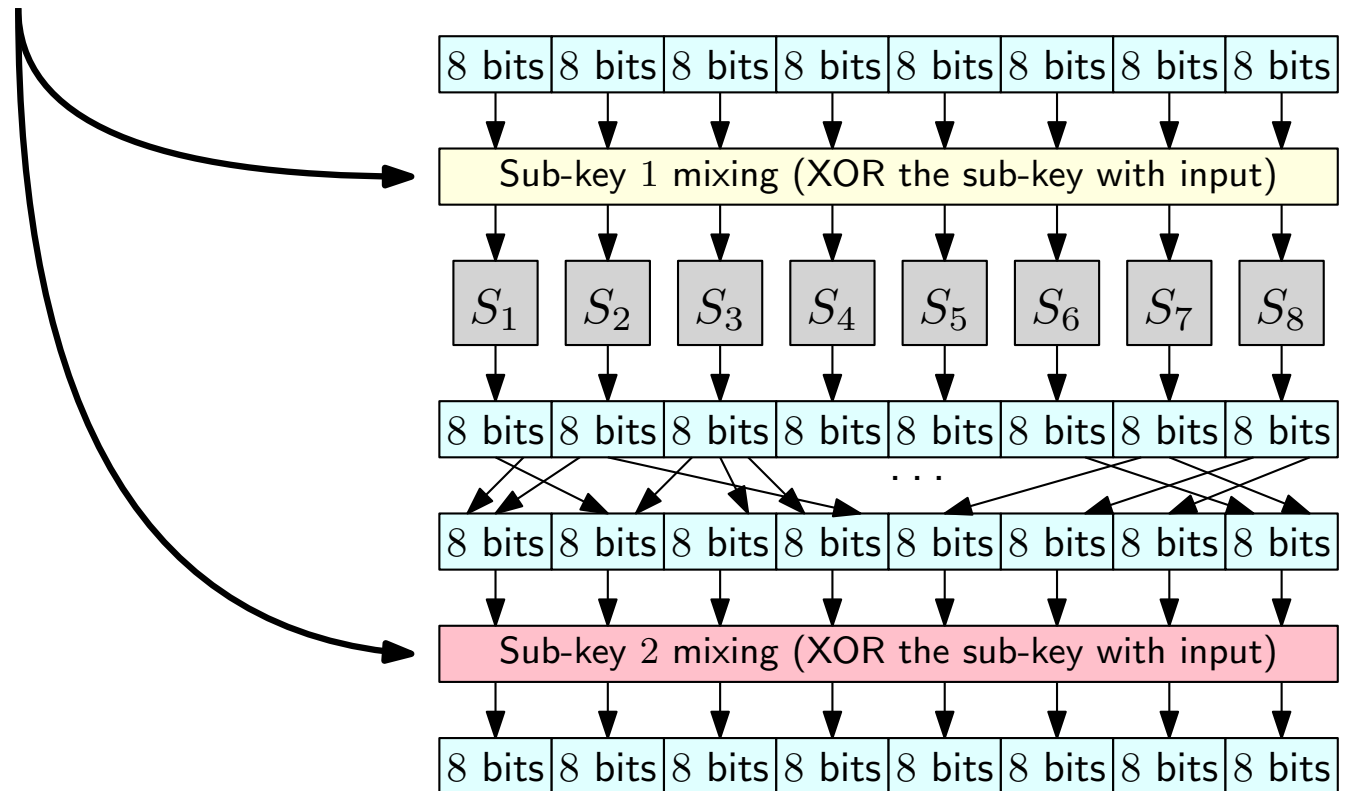 8 bits 8 bits 8 bits 8 bits 8 bits 8 bits 8 bits 8 bits
Sub-key 1 mixing (XOR the sub-key with input)
S1 S2 S3 S4 S5 S6 S7 S8
8 bits 8 bits 8 bits 8 bits 8 bits 8 bits 8 bits 8 bits
...
8 bits 8 bits 8 bits 8 bits 8 bits 8 bits 8 bits 8 bits
Sub-key 2 mixing (XOR the sub-key with input)
8 bits 8 bits 8 bits 8 bits 8 bits 8 bits 8 bits 8 bits